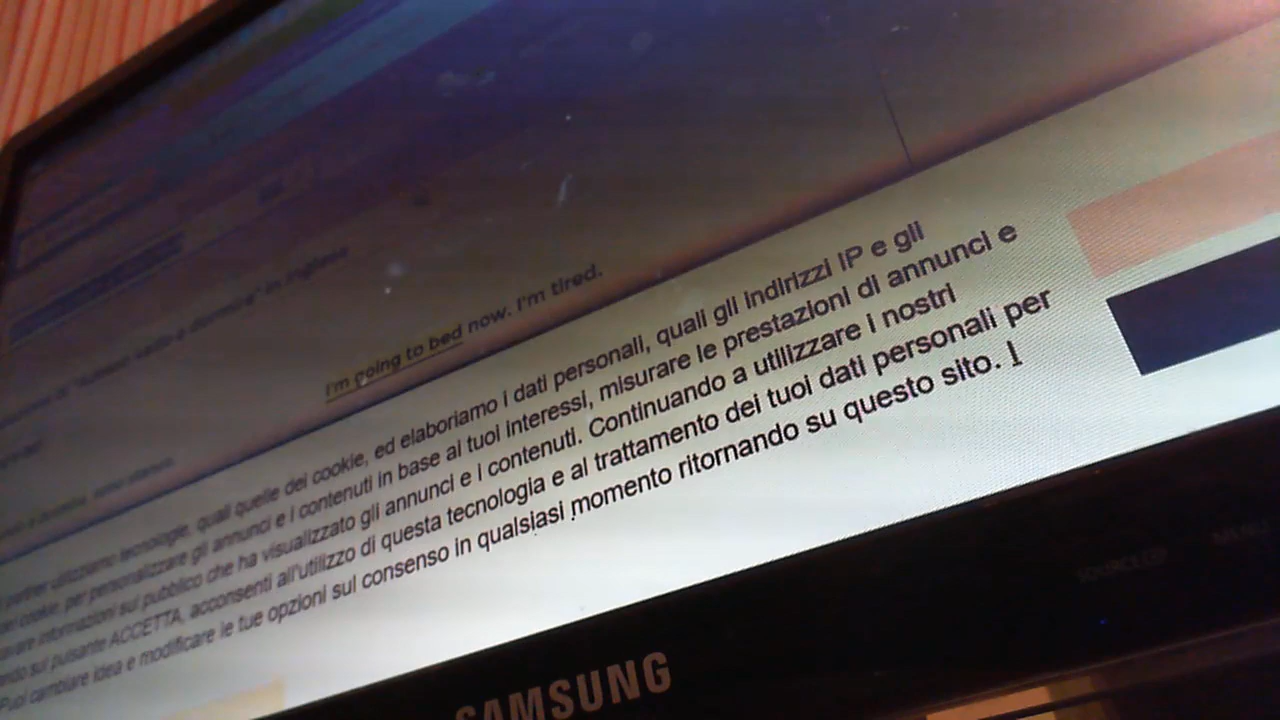 in inglese
I'm going to bed now. I'm tired.
partner utilizziamo tecnologie, quali quelle dei cookie, ed elaboriamo i dati personali, quali gli indirizzi IP e gli
dei cookie, per personalizzare gli annunci e i contenuti in base ai tuoi interessi, misurare le prestazioni di annunci e
informazioni sul pubblico che ha visualizzato gli annunci e i contenuti. Continuando a utilizzare i nostri
sul pulsante ACCETTA, acconsenti all'utilizzo di questa tecnologia e al trattamento dei tuoi dati personali per
Puoi cambiare idea e modificare le tue opzioni sul consenso in qualsiasi momento ritornando su questo sito.
SAMSUNG
SOURCE
MENU